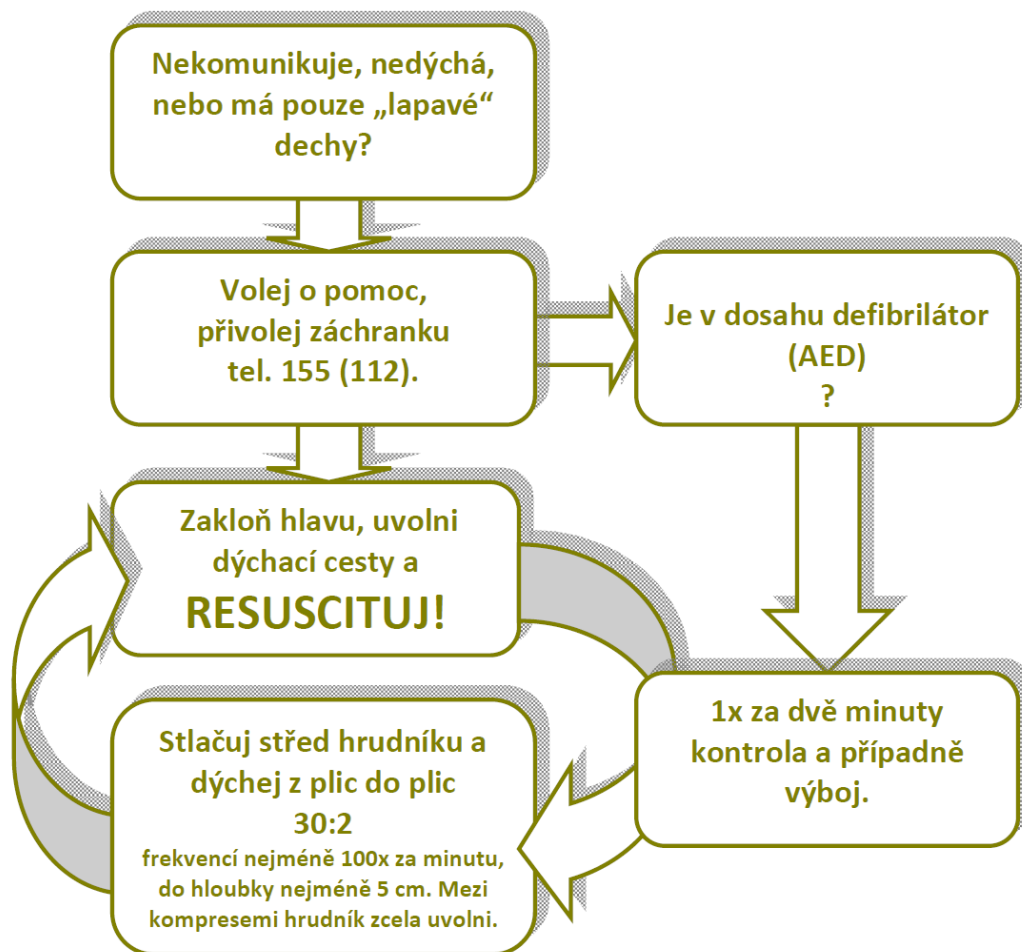 Nekomunikuje, nedýchá,
nebo má pouze „lapavé“
dechy?
Volej o pomoc,
přivolej záchranku
tel. 155 (112).
Je v dosahu defibrilátor
(AED)
?
Zakloň hlavu, uvolni
dýchací cesty a
RESUSCITUJ!
1x za dvě minuty
kontrola a případně
výboj.
Stlačuj střed hrudníku a
dýchej z plic do plic
30:2
frekvencí nejméně 100x za minutu,
do hloubky nejméně 5 cm. Mezi
kompresemi hrudník zcela uvolni.